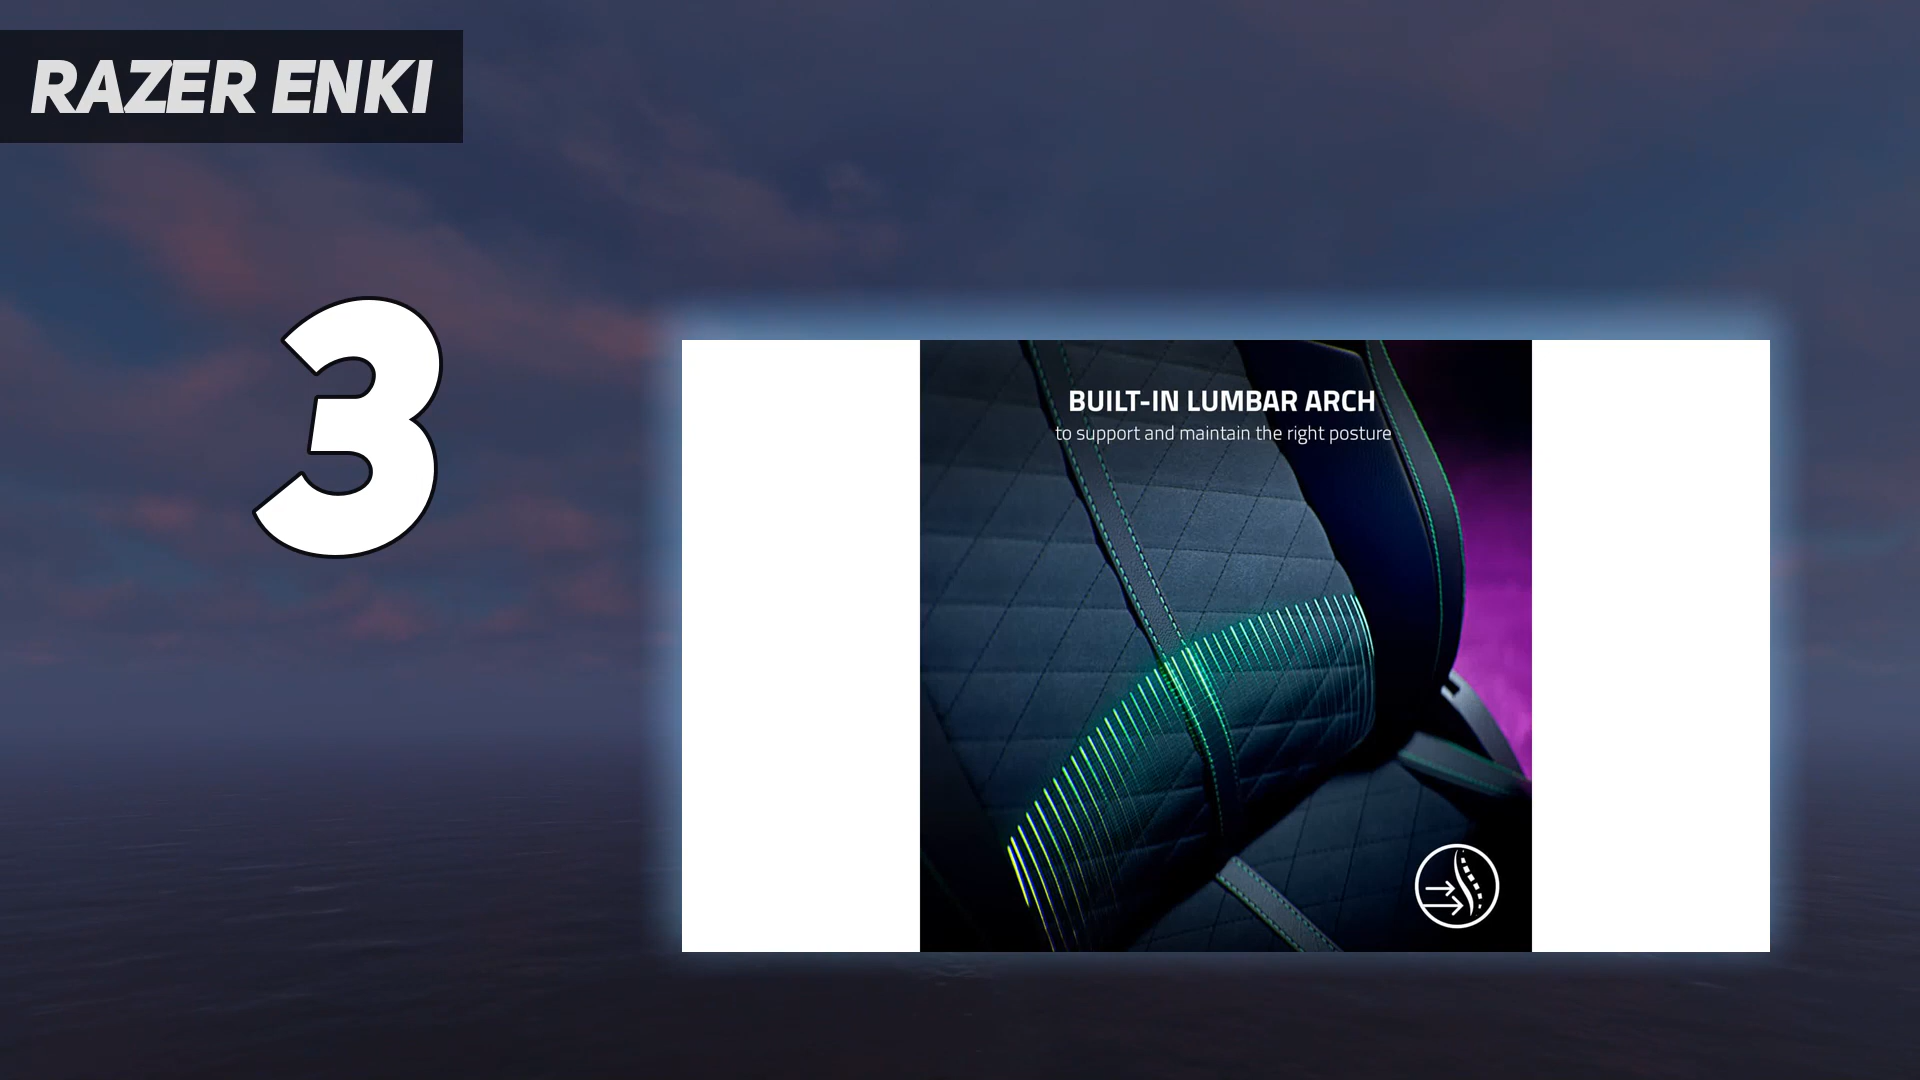 RAZER ENKI
3
BUILT-IN LUMBAR ARCH
to support and maintain the right posture